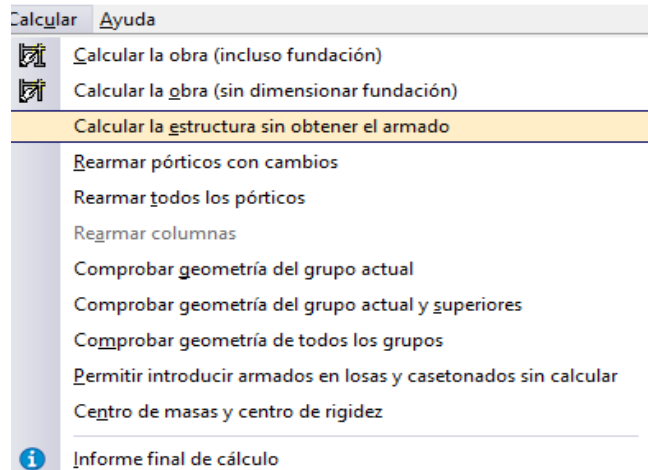 Calcular Ayuda
Calcular la obra (incluso fundación)
Calcular la obra (sin dimensionar fundación)
Calcular la estructura sin obtener el armado
Rearmar pórticos con cambios
Rearmar todos los pórticos
Rearmar columnas
Comprobar geometría del grupo actual
Comprobar geometría del grupo actual y superiores
Comprobar geometría de todos los grupos
Permitir introducir armados en losas y casetonados sin calcular
Centro de masas y centro de rigidez
Informe final de cálculo